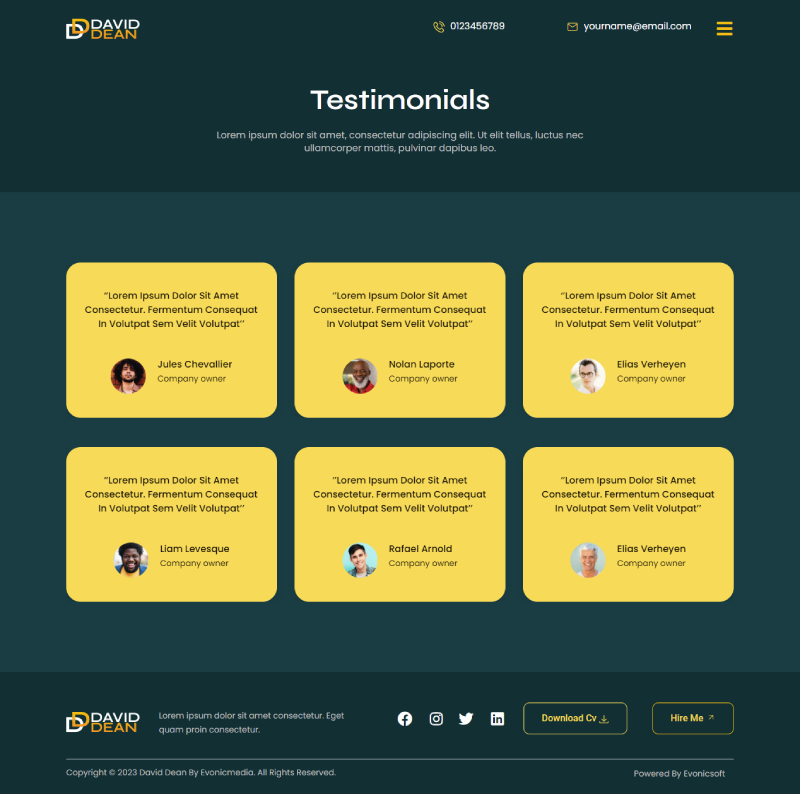 DAVID
DEAN
0123456789
yourname@email.com
Testimonials
Lorem ipsum dolor sit amet, consectetur adipiscing elit. Ut elit tellus, luctus nec
ullamcorper mattis, pulvinar dapibus leo.
“Lorem Ipsum Dolor Sit Amet
Consectetur. Fermentum Consequat
In Volutpat Sem Velit Volutpat”
Jules Chevallier
Company owner
“Lorem Ipsum Dolor Sit Amet
Consectetur. Fermentum Consequat
In Volutpat Sem Velit Volutpat”
Nolan Laporte
Company owner
“Lorem Ipsum Dolor Sit Amet
Consectetur. Fermentum Consequat
In Volutpat Sem Velit Volutpat”
Elias Verheyen
Company owner
“Lorem Ipsum Dolor Sit Amet
Consectetur. Fermentum Consequat
In Volutpat Sem Velit Volutpat”
Liam Levesque
Company owner
“Lorem Ipsum Dolor Sit Amet
Consectetur. Fermentum Consequat
In Volutpat Sem Velit Volutpat”
Rafael Arnold
Company owner
“Lorem Ipsum Dolor Sit Amet
Consectetur. Fermentum Consequat
In Volutpat Sem Velit Volutpat”
Elias Verheyen
Company owner
DAVID
DEAN
Lorem ipsum dolor sit amet consectetur. Eget
quam proin consectetur.
Download Cv
Hire Me
Copyright © 2023 David Dean By Evonicmedia. All Rights Reserved.
Powered By Evonicsoft